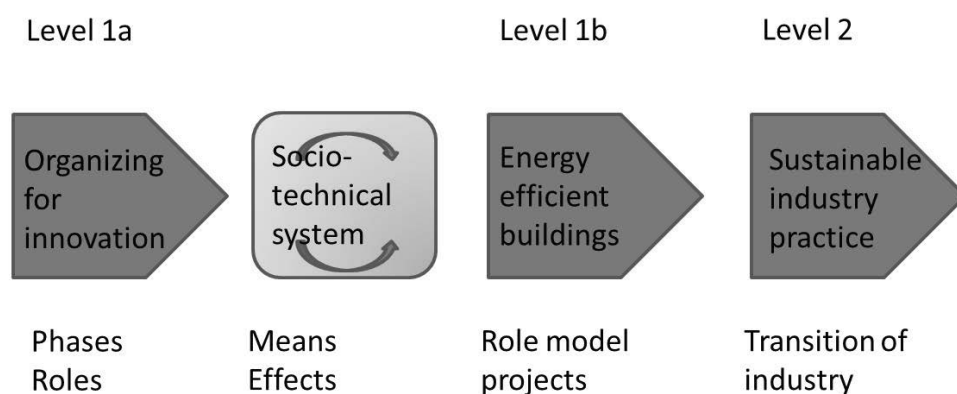 Level 1a
Level 1b
Level 2
Organizing
for
innovation
Socio-
technical
system
Energy
efficient
buildings
Sustainable
industry
practice
Phases
Roles
Means
Effects
Role model
projects
Transition of
industry